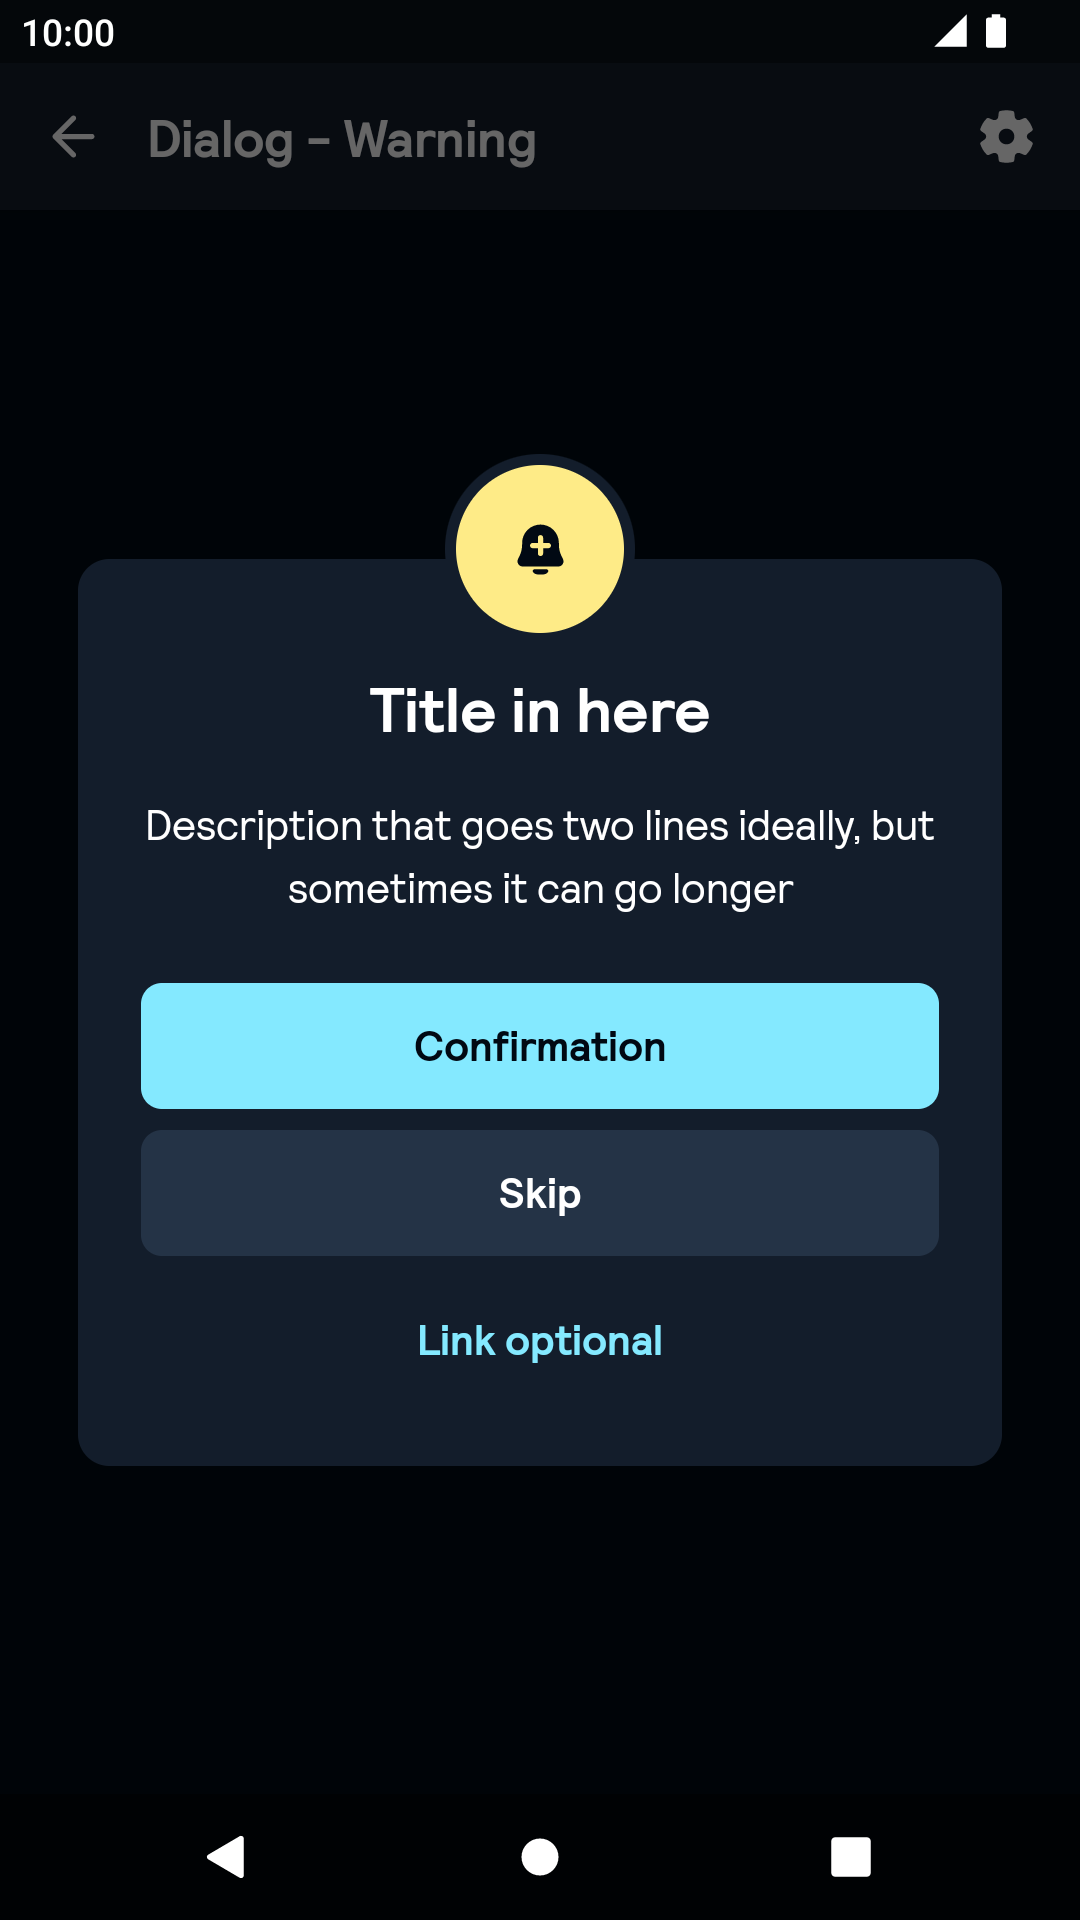 10:00
Dialog - Warning
Title in here
Description that goes two lines ideally, but
sometimes it can go longer
Confirmation
Skip
Link optional